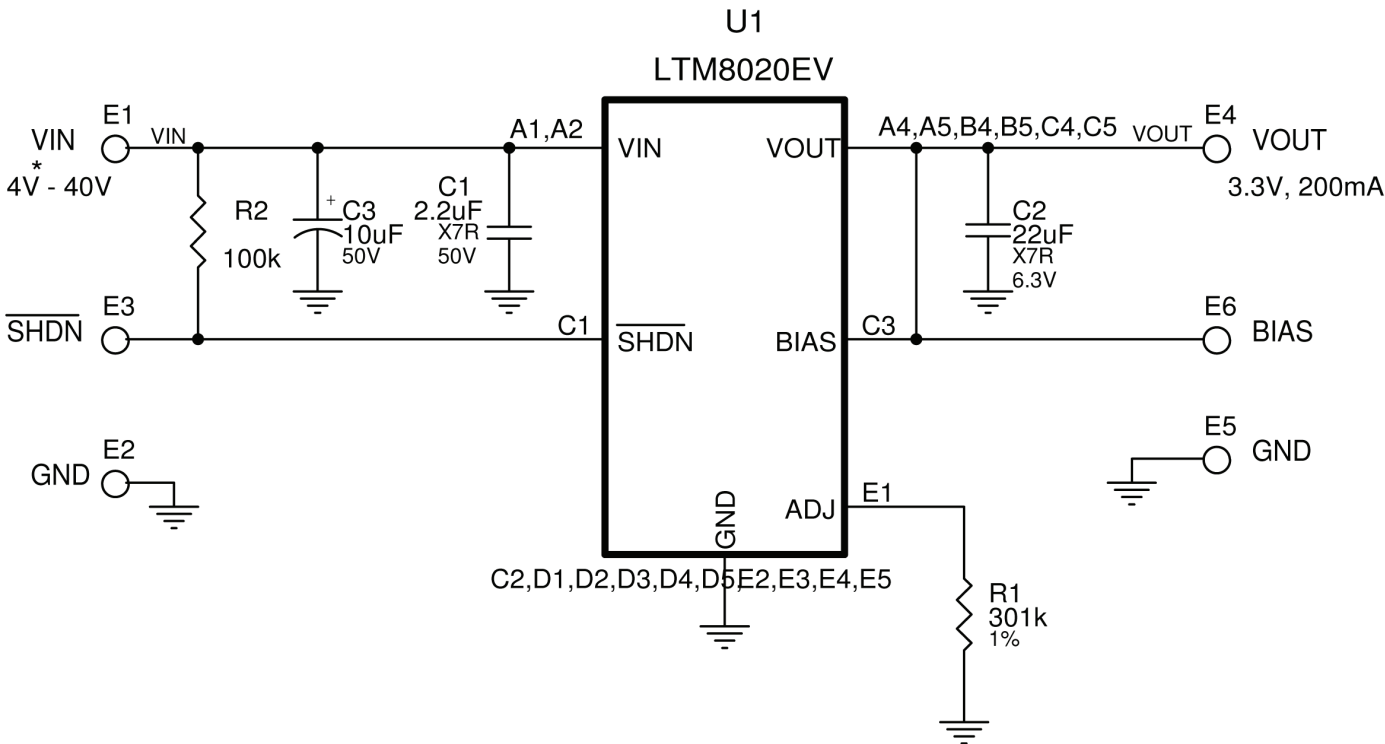 U1
LTM8020EV
E1
VIN
*
4V - 40V
VIN
A1,A2
VIN
VOUT
A4,A5,B4,B5,C4,C5
VOUT
E4
VOUT
3.3V, 200mA
R2
100k
+
C3
10uF
50V
C1
2.2uF
X7R
50V
C2
22uF
X7R
6.3V
E3
SHDN
C1
SHDN
BIAS
C3
E6
BIAS
E2
GND
E5
GND
GND
ADJ
E1
C2,D1,D2,D3,D4,D5,E2,E3,E4,E5
R1
301k
1%